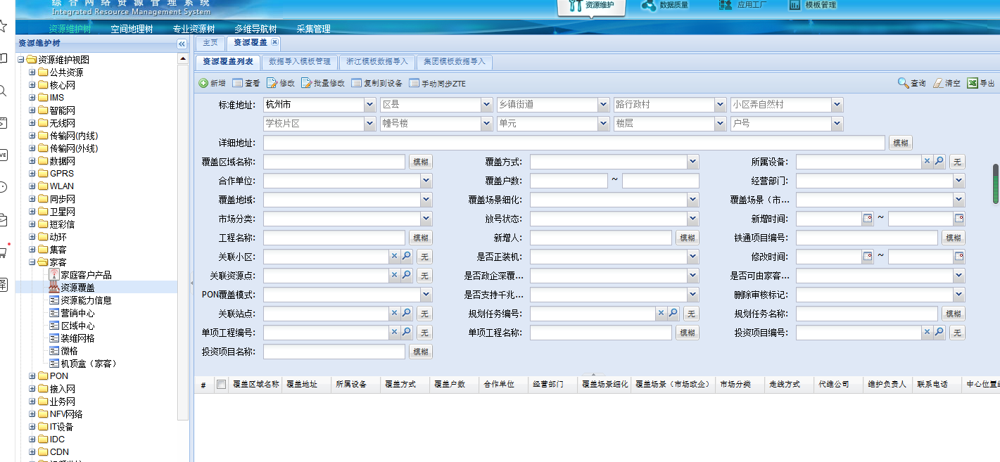 综合网络资源管理系统
Integrated Resource Management System
资源维护 数据质量 应用工厂 模板管理
资源维护树 空间地理树 专业资源树 多维导航树 采集管理
资源维护树
主页 资源覆盖
资源覆盖列表 数据导入模板管理 浙江模板数据导入 集团模板数据导入
新增 查看 修改 批量修改 复制到设备 手动同步ZTE 查询 清空 导出
资源维护视图
公共资源
核心网
IMS
智能网
无线网
传输网(内线)
传输网(外线)
数据网
GPRS
WLAN
同步网
卫星网
短彩信
动环
集客
家客
家庭客户产品
资源覆盖
资源能力信息
营销中心
区域中心
装维网格
微格
机顶盒（家客）
PON
接入网
业务网
NFV网络
IT设备
IDC
CDN
标准地址: 杭州市 区县 乡镇街道 路行政村 小区弄自然村
学校片区 幢号楼 单元 楼层 户号
详细地址: 模糊
覆盖区域名称: 模糊 覆盖方式: 所属设备: 无
合作单位: 覆盖户数: ~ 经营部门:
覆盖地域: 覆盖场景细化: 覆盖场景（市...
市场分类: 放号状态: 新增时间: ~
工程名称: 模糊 新增人: 模糊 铁通项目编号: 模糊
关联小区: 无 是否正装机: 修改时间: ~
关联资源点: 无 是否政企深覆... 是否可由家客...
PON覆盖模式: 是否支持千兆... 删除审核标记:
关联站点: 无 规划任务编号: 无 规划任务名称: 模糊
单项工程编号: 无 单项工程名称: 模糊 投资项目编号: 无
投资项目名称: 模糊
# 覆盖区域名称 覆盖地址 所属设备 覆盖方式 覆盖户数 合作单位 经营部门 覆盖场景细化 覆盖场景（市场政企） 市场分类 走线方式 代维公司 维护负责人 联系电话 中心位置